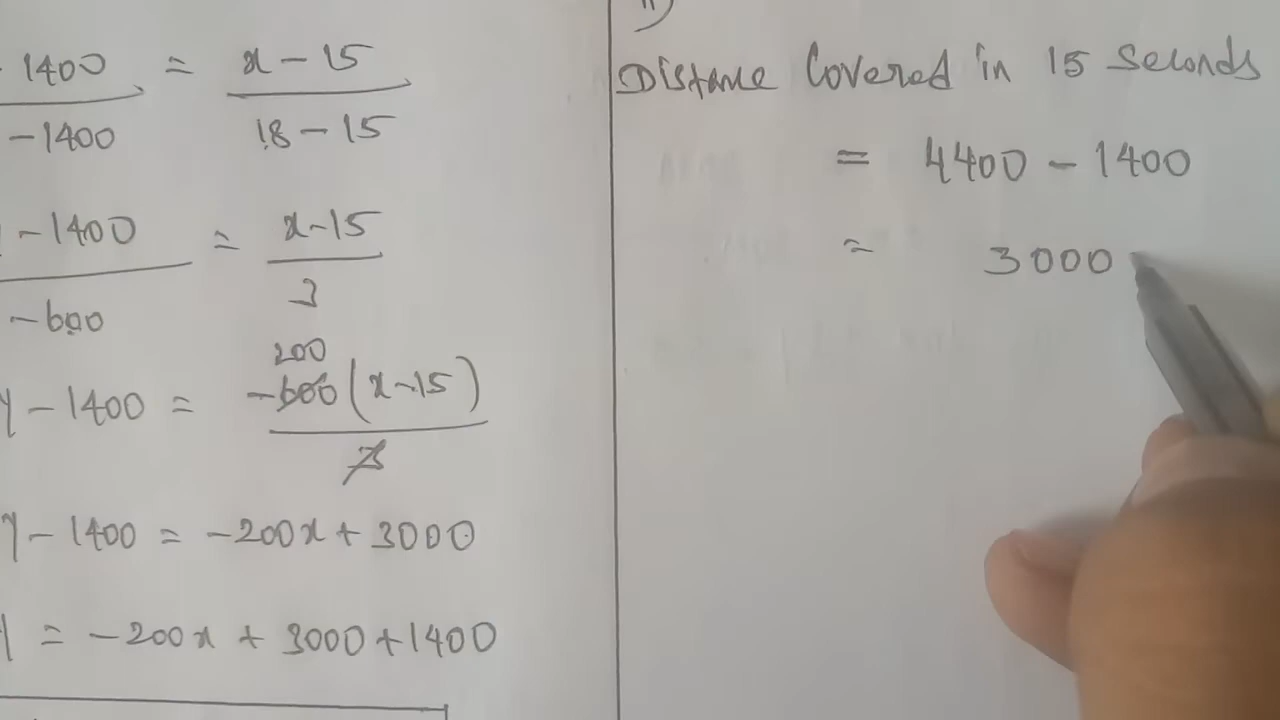 1400 = x - 15
- 1400 18 - 15
- 1400 = x - 15
- 600 3
200
y - 1400 = -600 (x - 15)
3
y - 1400 = -200x + 3000
y = -200x + 3000 + 1400
ii)
Distance Covered in 15 Seconds
= 4400 - 1400
= 3000